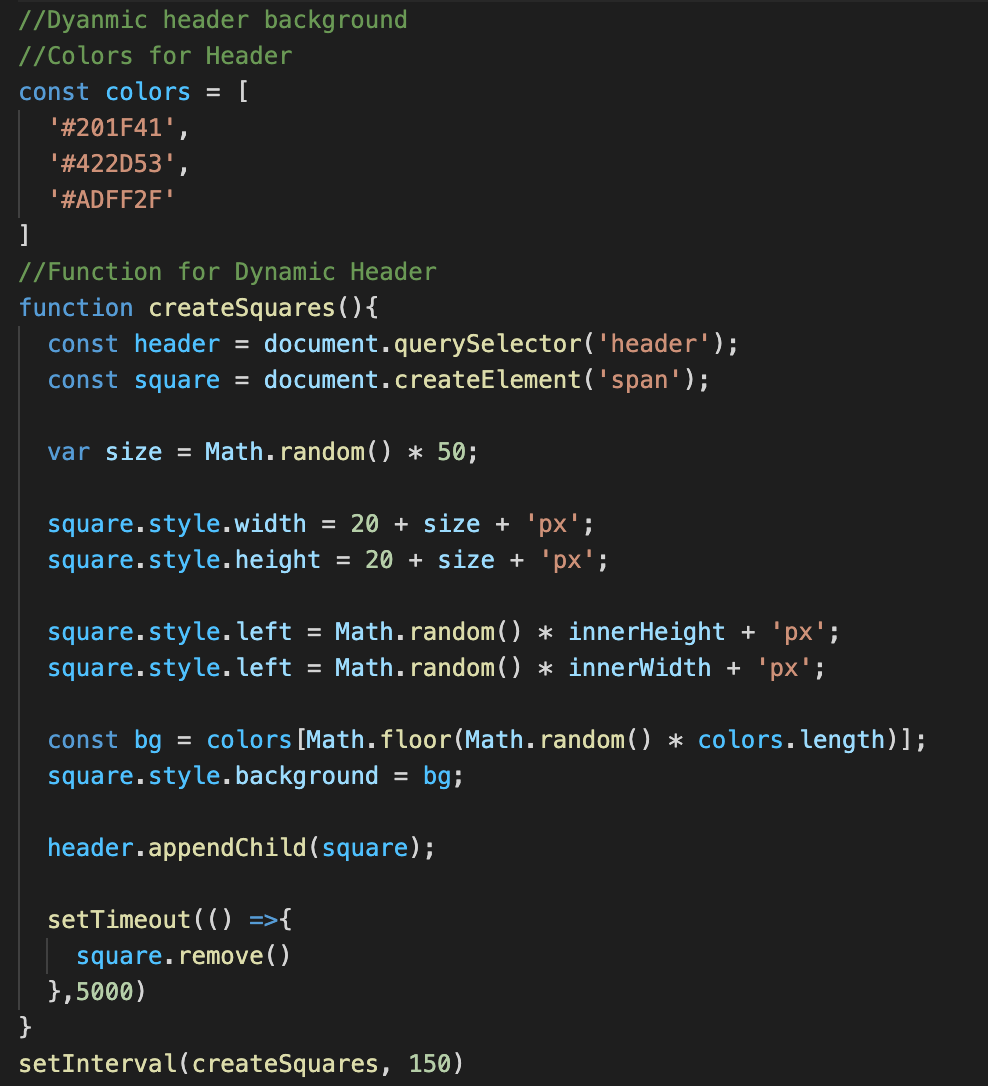 //Dyanmic header background
//Colors for Header
const colors = [
  '#201F41',
  '#422D53',
  '#ADFF2F'
]
//Function for Dynamic Header
function createSquares(){
  const header = document.querySelector('header');
  const square = document.createElement('span');

  var size = Math.random() * 50;

  square.style.width = 20 + size + 'px';
  square.style.height = 20 + size + 'px';

  square.style.left = Math.random() * innerHeight + 'px';
  square.style.left = Math.random() * innerWidth + 'px';

  const bg = colors[Math.floor(Math.random() * colors.length)];
  square.style.background = bg;

  header.appendChild(square);

  setTimeout(() =>{
    square.remove()
  },5000)
}
setInterval(createSquares, 150)